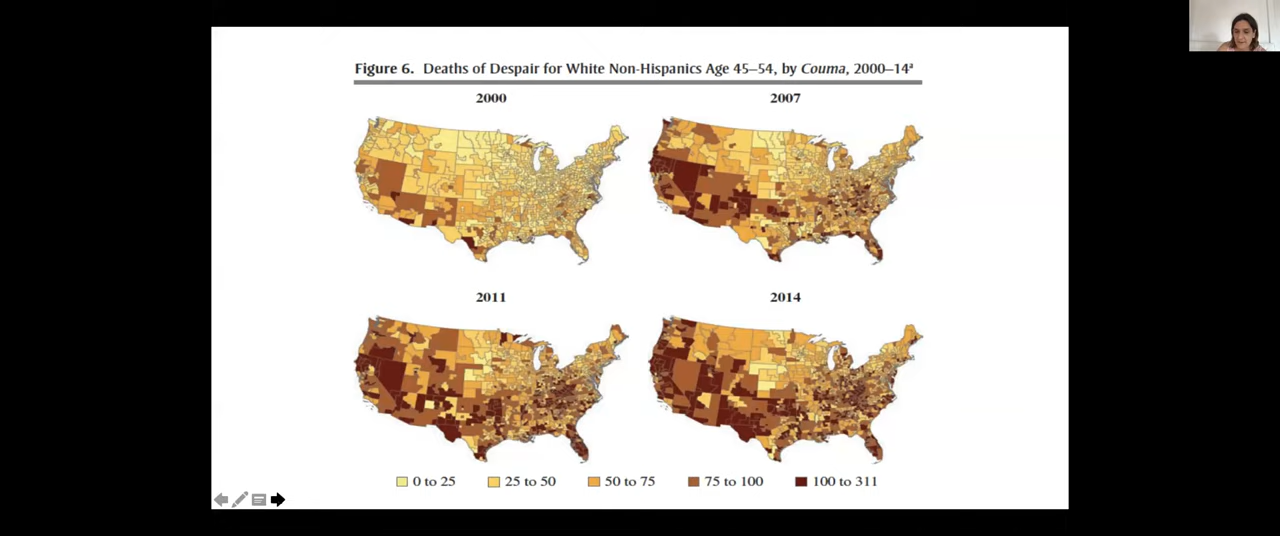 Figure 6. Deaths of Despair for White Non-Hispanics Age 45–54, by Couma, 2000–14ª
2000
2007
2011
2014
0 to 25
25 to 50
50 to 75
75 to 100
100 to 311